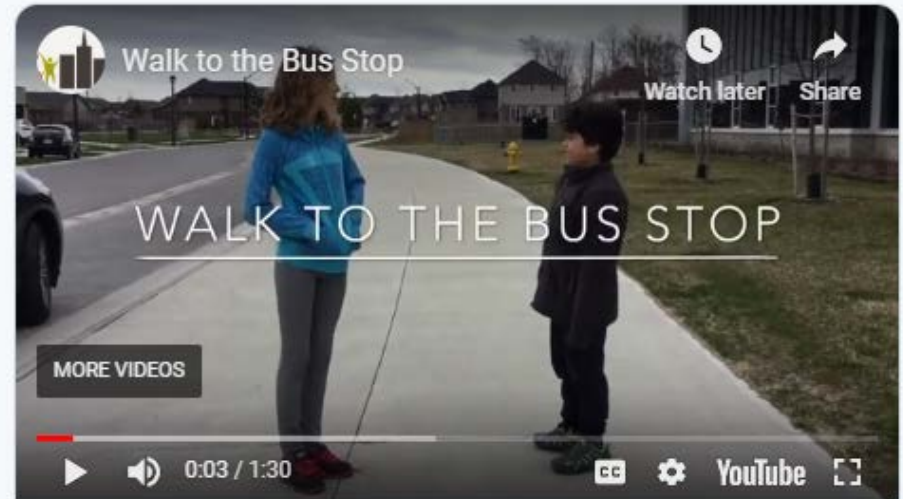 Walk to the Bus Stop
Watch later Share
WALK TO THE BUS STOP
MORE VIDEOS
0:03 / 1:30 CC YouTube